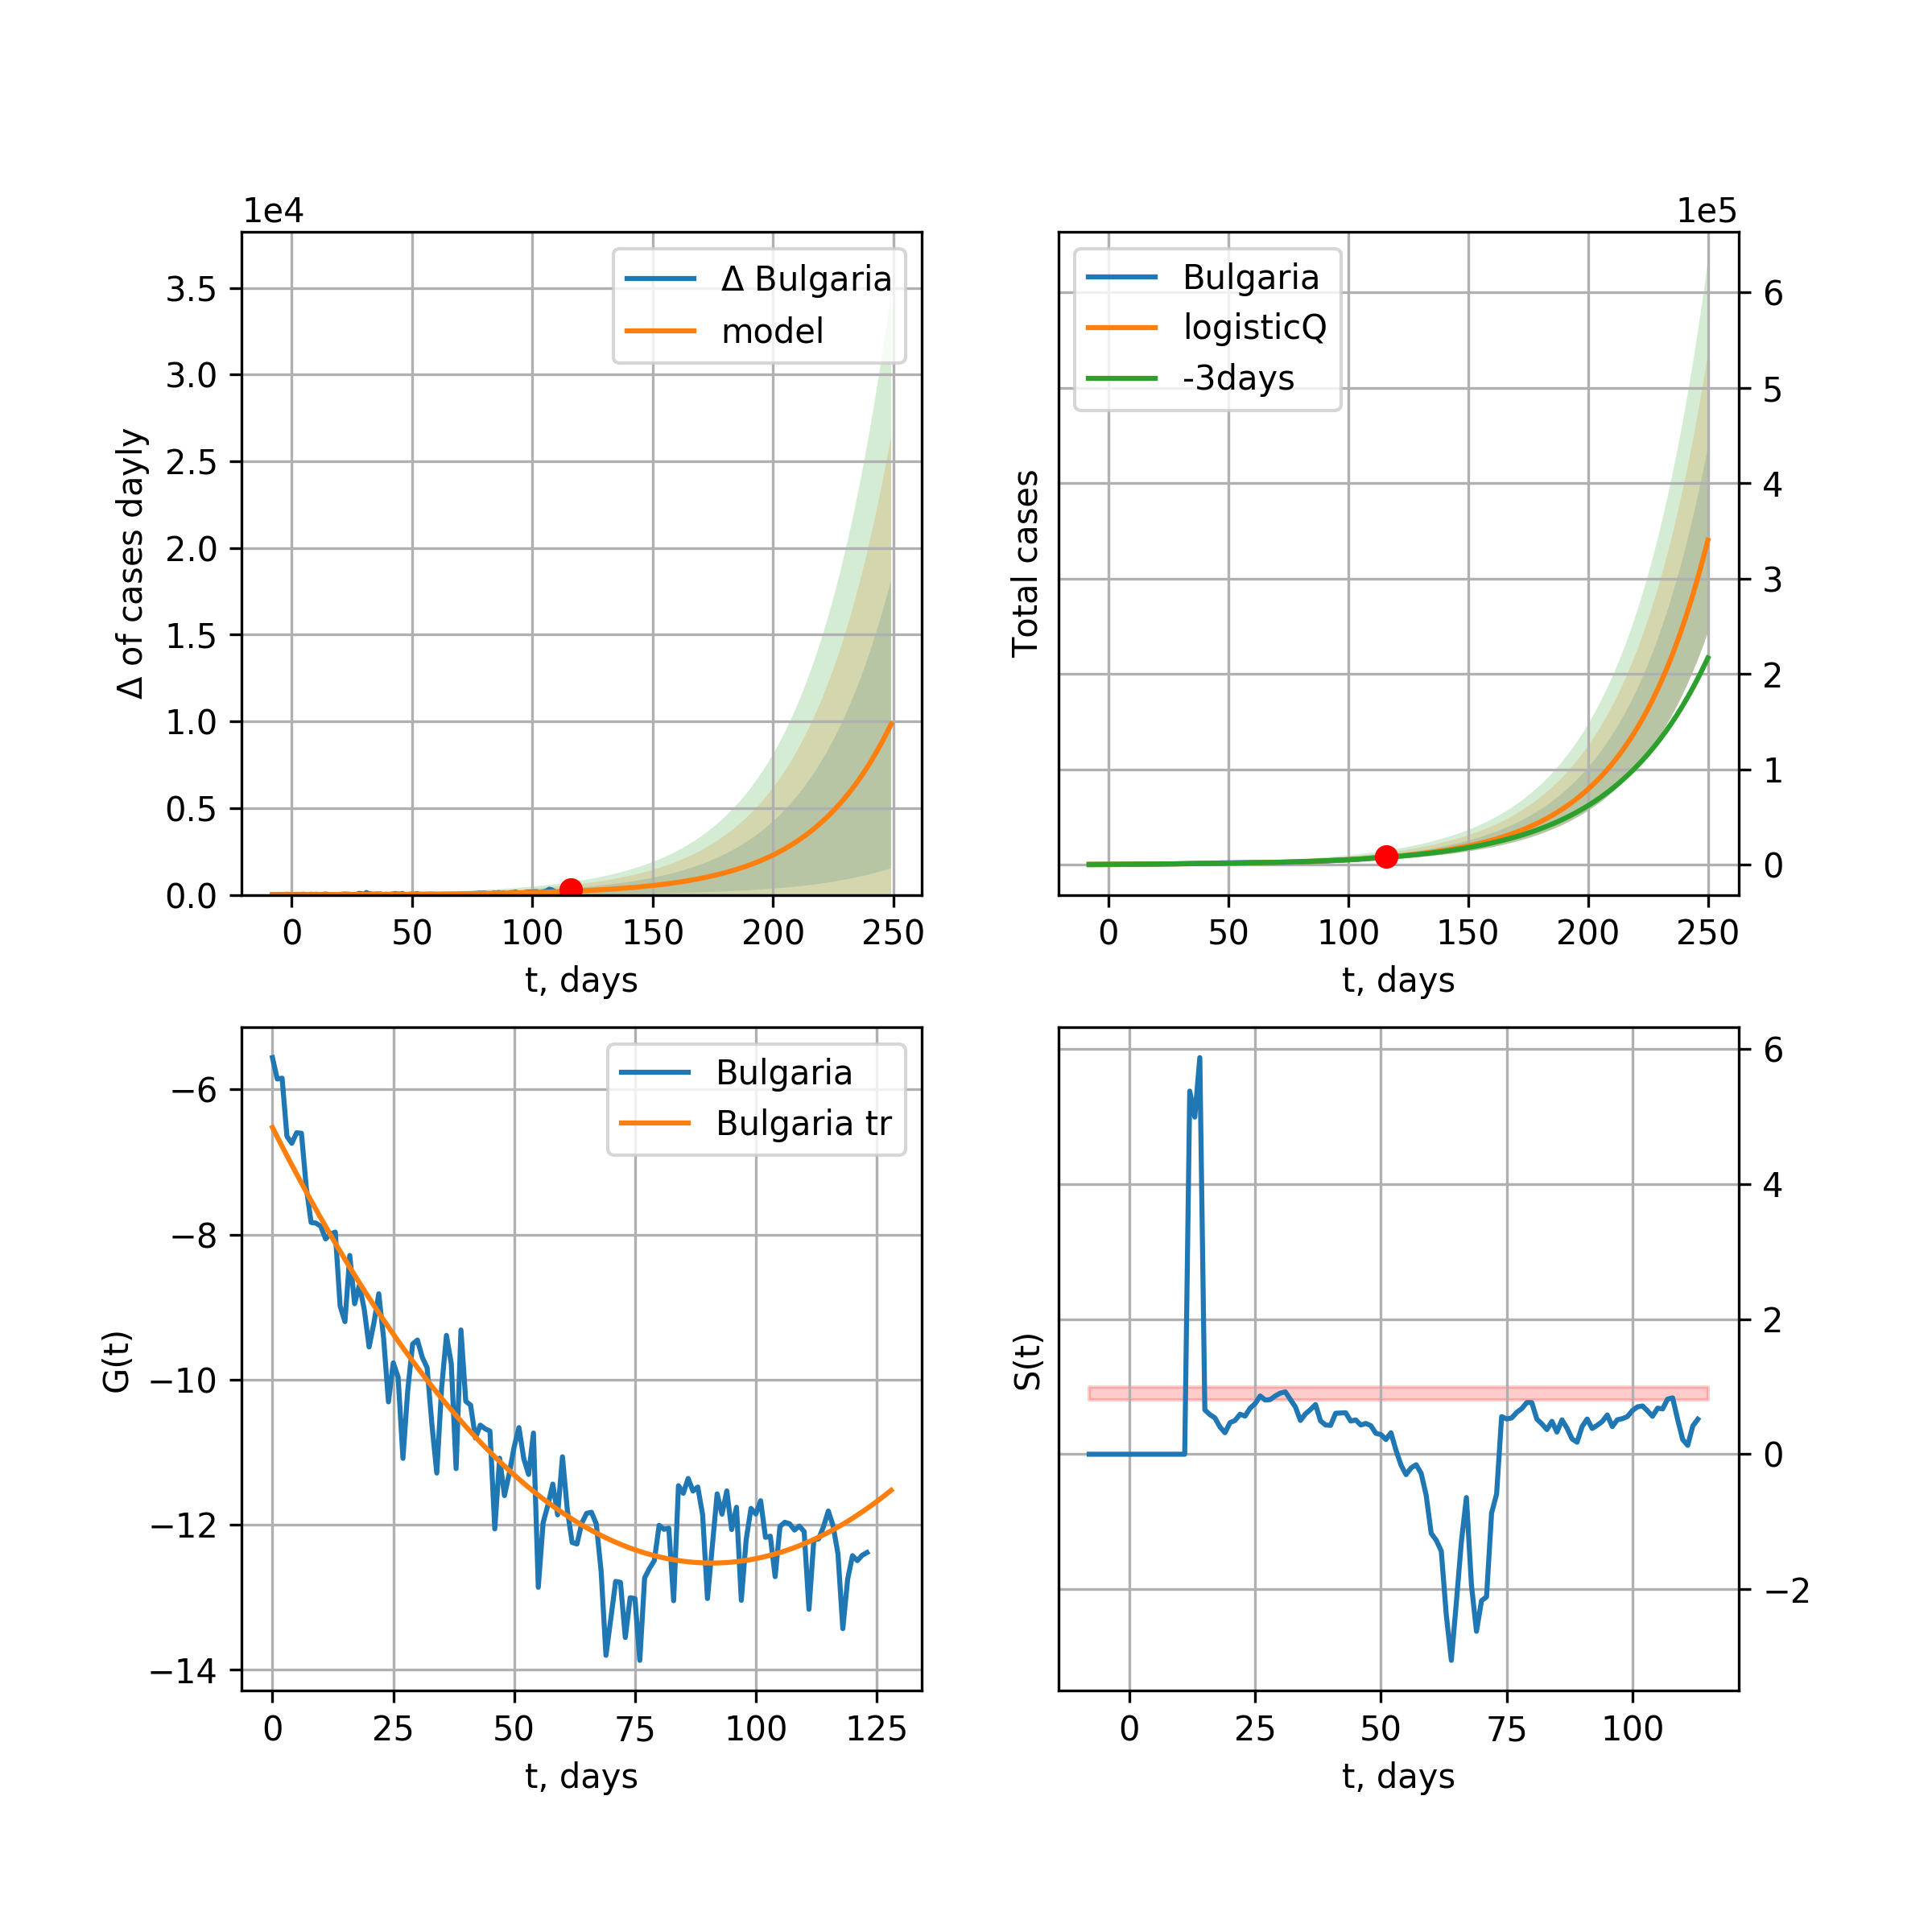 1e4
Δ of cases dayly
3.5
3.0
2.5
2.0
1.5
1.0
0.5
0.0
Δ Bulgaria
model
0 50 100 150 200 250
t, days
1e5
Total cases
Bulgaria
logisticQ
-3days
6
5
4
3
2
1
0
0 50 100 150 200 250
t, days
G(t)
−6
−8
−10
−12
−14
Bulgaria
Bulgaria tr
0 25 50 75 100 125
t, days
S(t)
6
4
2
0
−2
0 25 50 75 100
t, days